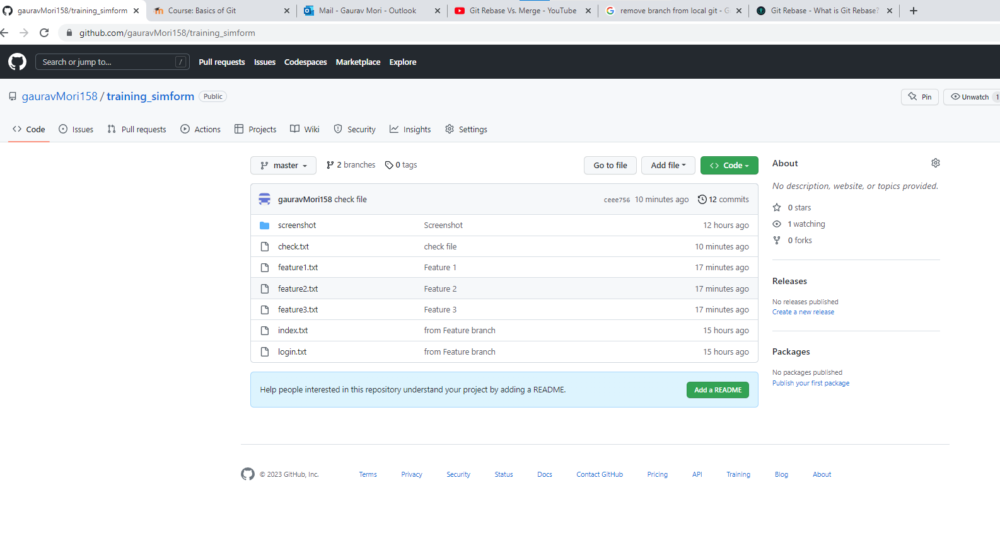 gauravMori158/training_simform
Course: Basics of Git
Mail - Gaurav Mori - Outlook
Git Rebase Vs. Merge - YouTube
remove branch from local git - G
Git Rebase - What is Git Rebase?
github.com/gauravMori158/training_simform
Search or jump to... /
Pull requests Issues Codespaces Marketplace Explore
gauravMori158 / training_simform Public
Pin
Unwatch 1
Code Issues Pull requests Actions Projects Wiki Security Insights Settings
master 2 branches 0 tags
Go to file Add file Code
gauravMori158 check file ceee756 10 minutes ago 12 commits
screenshot Screenshot 12 hours ago
check.txt check file 10 minutes ago
feature1.txt Feature 1 17 minutes ago
feature2.txt Feature 2 17 minutes ago
feature3.txt Feature 3 17 minutes ago
index.txt from Feature branch 15 hours ago
login.txt from Feature branch 15 hours ago
Help people interested in this repository understand your project by adding a README. Add a README
About
No description, website, or topics provided.
0 stars
1 watching
0 forks
Releases
No releases published
Create a new release
Packages
No packages published
Publish your first package
© 2023 GitHub, Inc. Terms Privacy Security Status Docs Contact GitHub Pricing API Training Blog About